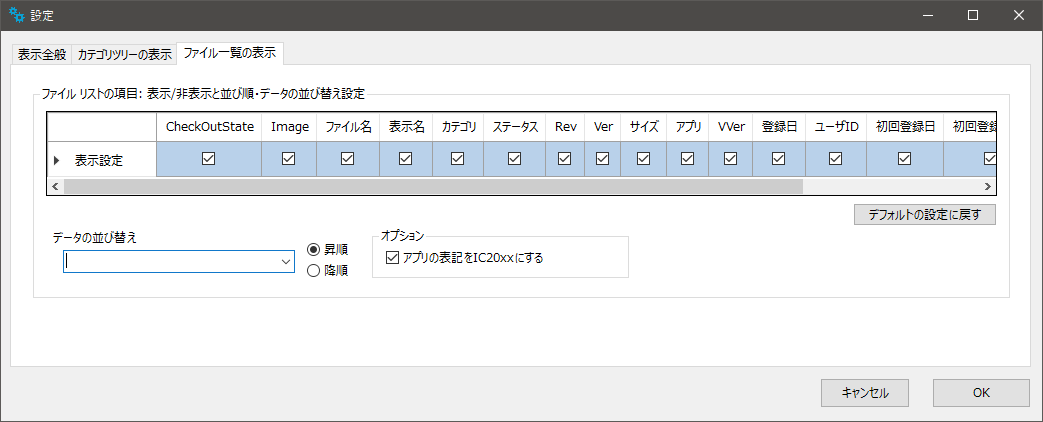 設定
表示全般 カテゴリツリーの表示 ファイル一覧の表示
ファイル リストの項目: 表示/非表示と並び順・データの並び替え設定
CheckOutState Image ファイル名 表示名 カテゴリ ステータス Rev Ver サイズ アプリ VVer 登録日 ユーザID 初回登録日 初回登録
表示設定
デフォルトの設定に戻す
データの並び替え
昇順
降順
オプション
アプリの表記をIC20xxにする
キャンセル OK